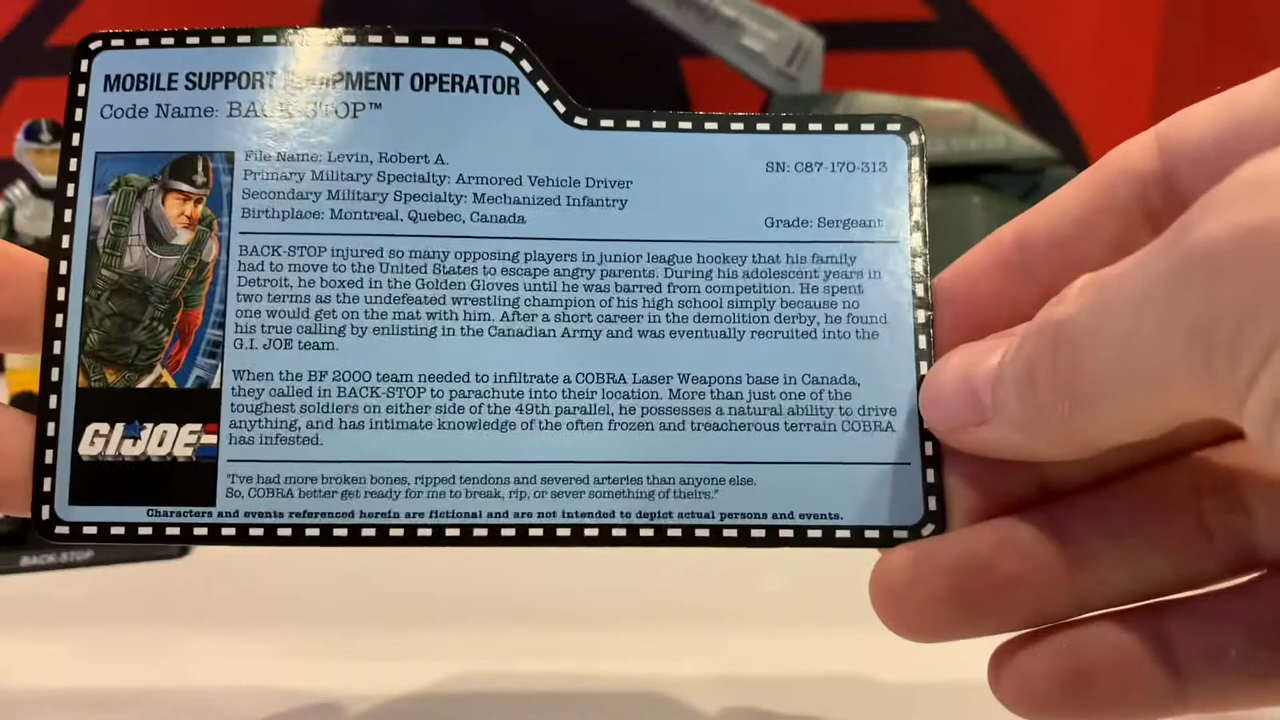 MOBILE SUPPORT EQUIPMENT OPERATOR
Code Name: BACK-STOP™
File Name: Levin, Robert A.
SN: C87-170-313
Primary Military Specialty: Armored Vehicle Driver
Secondary Military Specialty: Mechanized Infantry
Birthplace: Montreal, Quebec, Canada
Grade: Sergeant
BACK-STOP injured so many opposing players in junior league hockey that his family
had to move to the United States to escape angry parents. During his adolescent years in
Detroit, he boxed in the Golden Gloves until he was barred from competition. He spent
two terms as the undefeated wrestling champion of his high school simply because no
one would get on the mat with him. After a short career in the demolition derby, he found
his true calling by enlisting in the Canadian Army and was eventually recruited into the
G.I. JOE team.
When the BF 2000 team needed to infiltrate a COBRA Laser Weapons base in Canada,
they called in BACK-STOP to parachute into their location. More than just one of the
toughest soldiers on either side of the 49th parallel, he possesses a natural ability to drive
anything, and has intimate knowledge of the often frozen and treacherous terrain COBRA
has infested.
GI JOE
"I've had more broken bones, ripped tendons and severed arteries than anyone else.
So, COBRA better get ready for me to break, rip, or sever something of theirs."
Characters and events referenced herein are fictional and are not intended to depict actual persons and events.
BACK-STOP